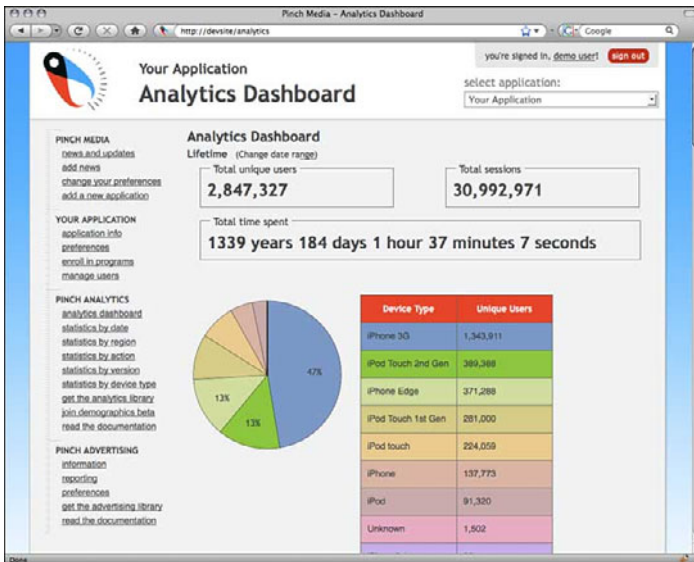 Pinch Media – Analytics Dashboard
http://devsite/analytics
Google
you're signed in, demo user! sign out
Your Application
Analytics Dashboard
select application:
Your Application
PINCH MEDIA
news and updates
add news
change your preferences
add a new application
YOUR APPLICATION
application info
preferences
enroll in programs
manage users
PINCH ANALYTICS
analytics dashboard
statistics by date
statistics by region
statistics by action
statistics by version
statistics by device type
get the analytics library
join demographics beta
read the documentation
PINCH ADVERTISING
information
reporting
preferences
get the advertising library
read the documentation
Analytics Dashboard
Lifetime (Change date range)
Total unique users
2,847,327
Total sessions
30,992,971
Total time spent
1339 years 184 days 1 hour 37 minutes 7 seconds
47%
13%
13%
Device Type Unique Users
iPhone 3G 1,343,911
iPod Touch 2nd Gen 389,388
iPhone Edge 371,288
iPod Touch 1st Gen 281,000
iPod touch 224,059
iPhone 137,773
iPod 91,320
Unknown 1,502
Done